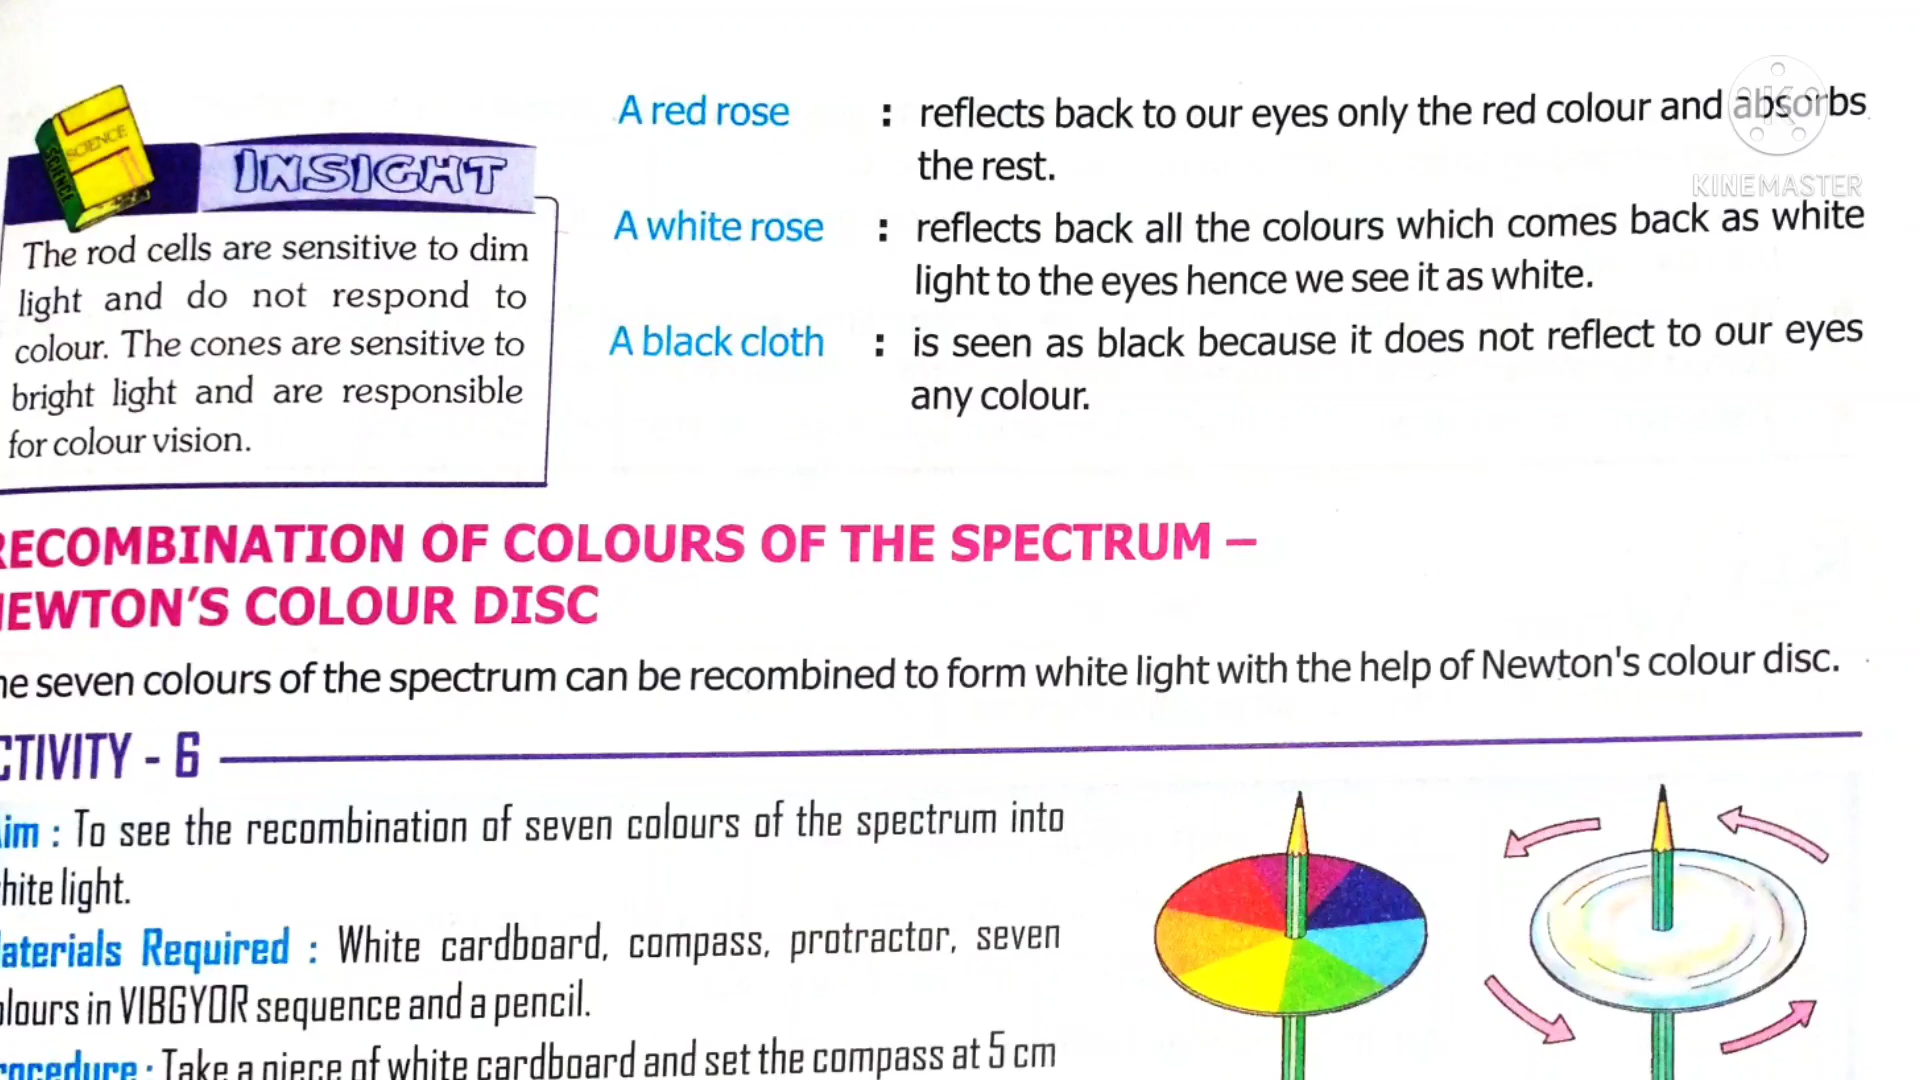 SCIENCE
SCIENCE
INSIGHT
The rod cells are sensitive to dim
light and do not respond to
colour. The cones are sensitive to
bright light and are responsible
for colour vision.
A red rose : reflects back to our eyes only the red colour and absorbs
the rest.
A white rose : reflects back all the colours which comes back as white
light to the eyes hence we see it as white.
A black cloth : is seen as black because it does not reflect to our eyes
any colour.
KINEMASTER
RECOMBINATION OF COLOURS OF THE SPECTRUM –
NEWTON'S COLOUR DISC
he seven colours of the spectrum can be recombined to form white light with the help of Newton's colour disc.
CTIVITY - 6
im : To see the recombination of seven colours of the spectrum into
hite light.
aterials Required : White cardboard, compass, protractor, seven
olours in VIBGYOR sequence and a pencil.
rocedure : Take a piece of white cardboard and set the compass at 5 cm